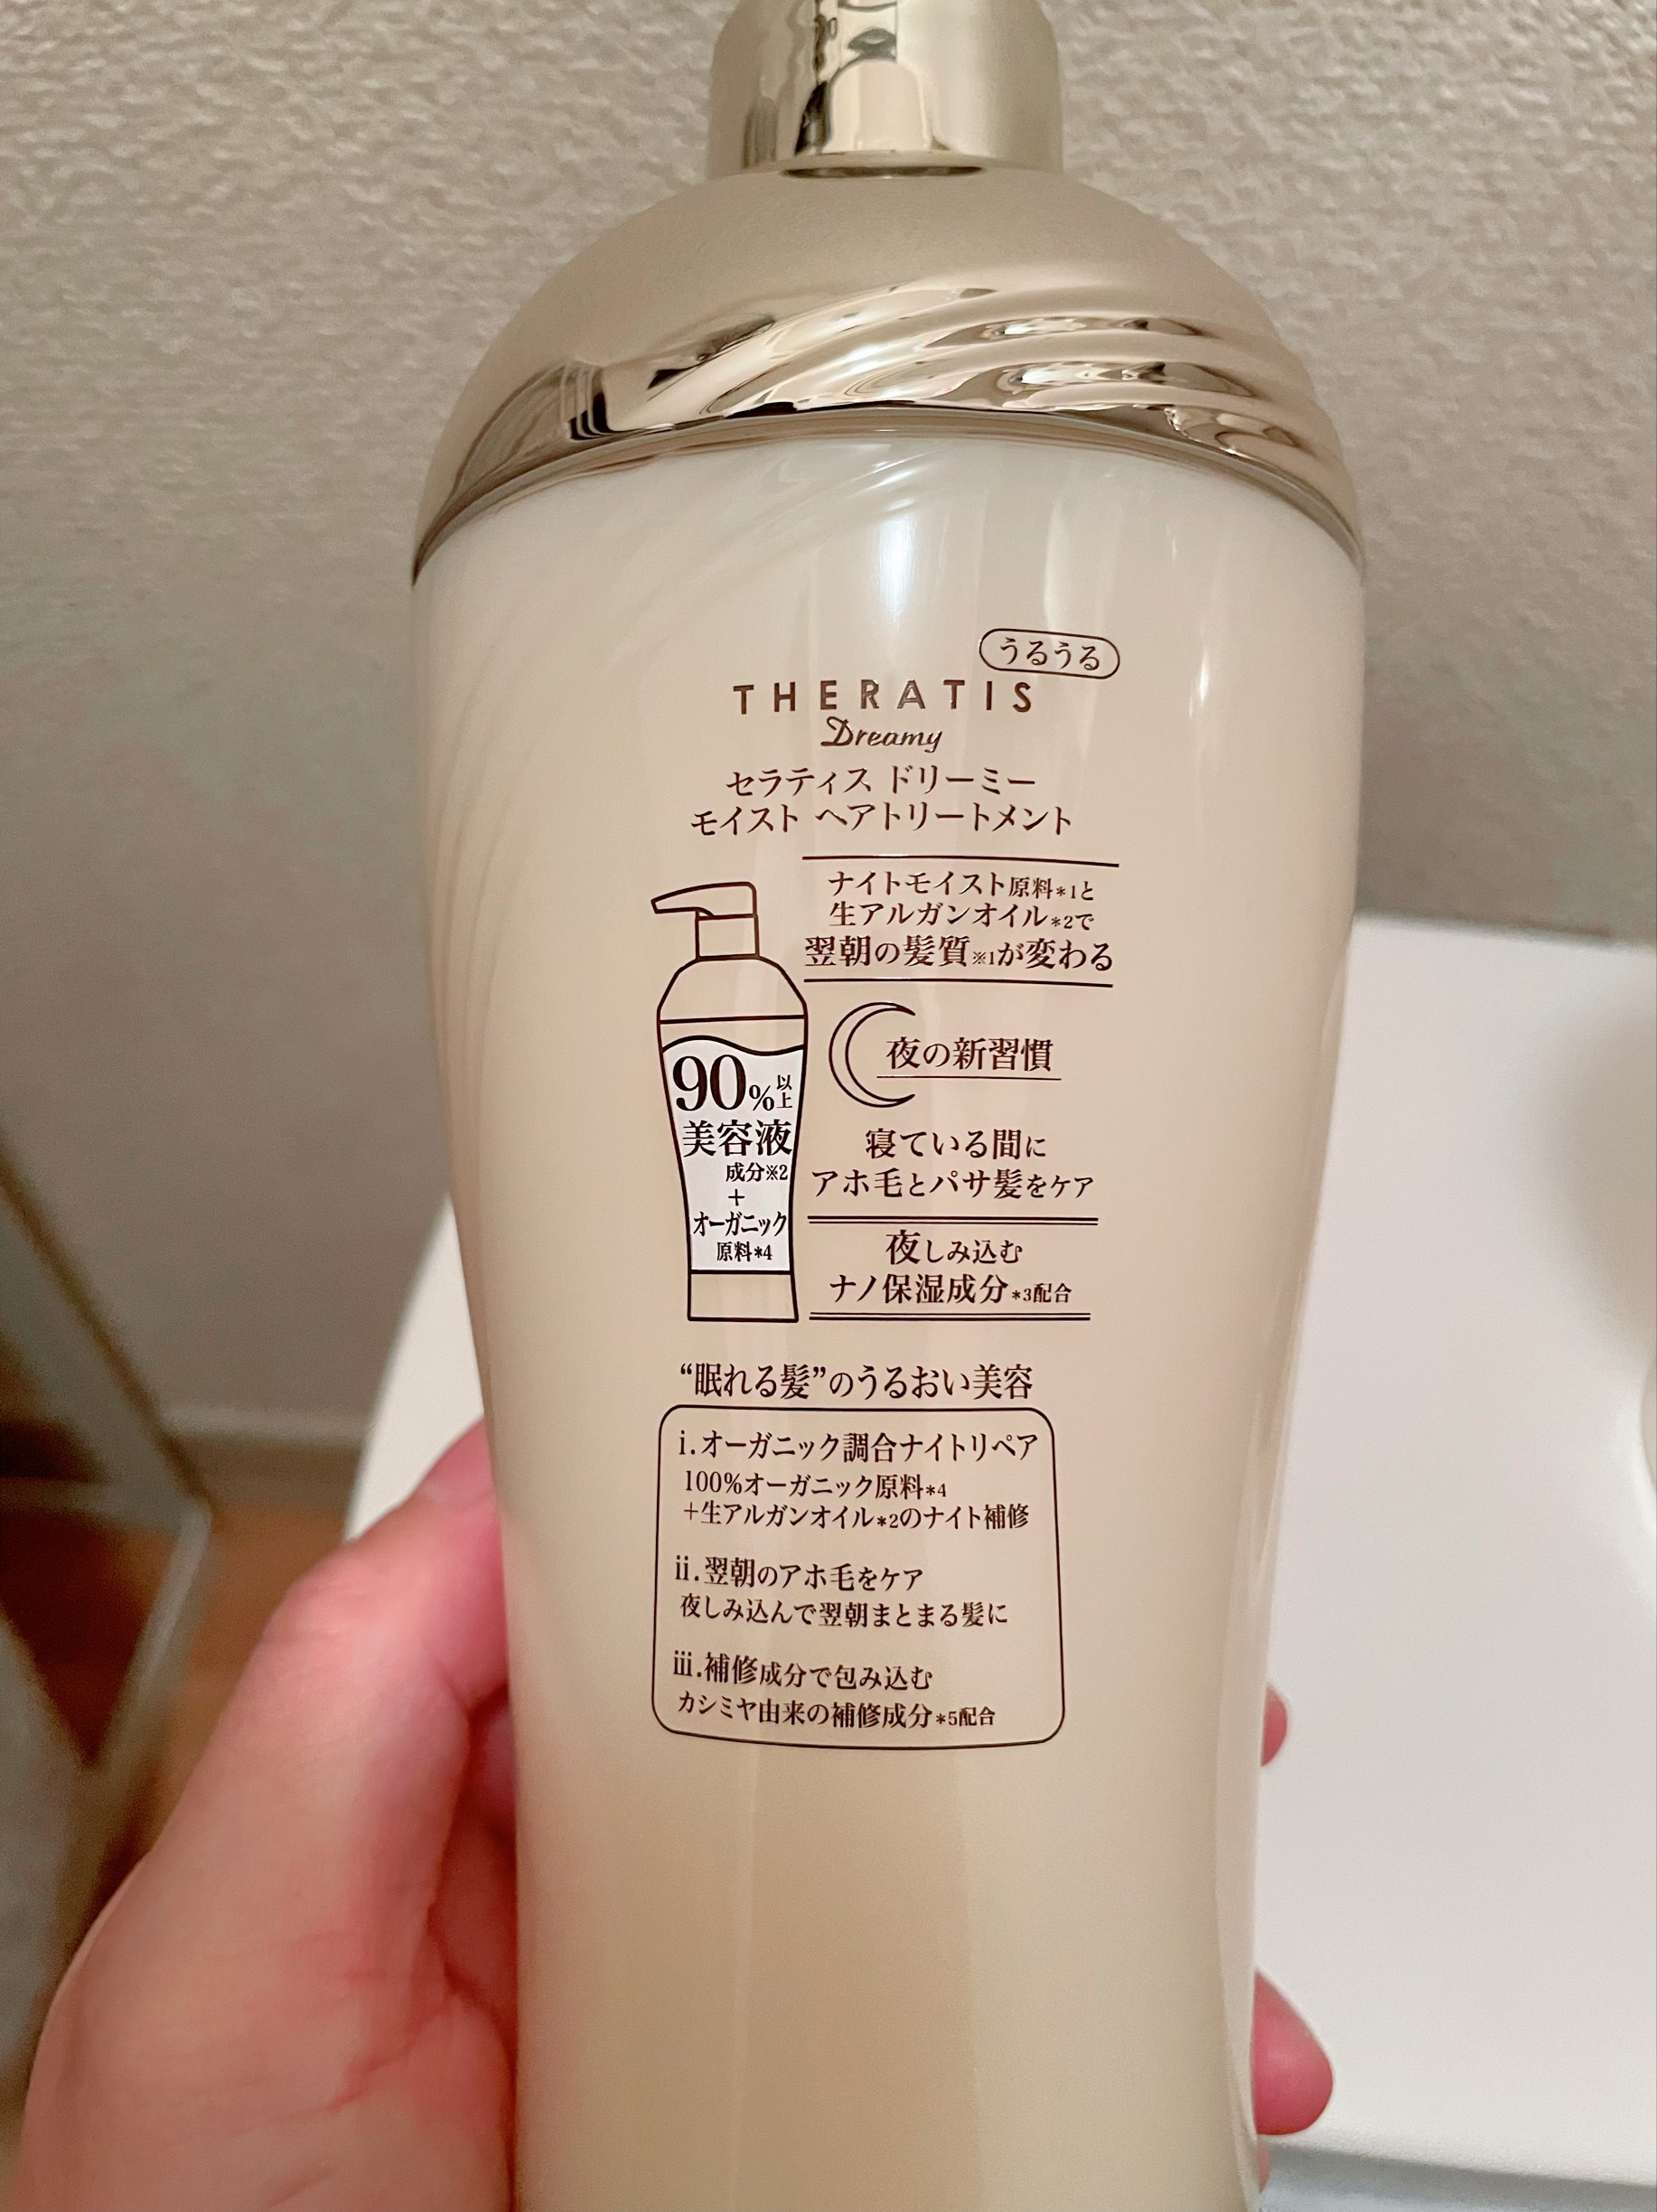 うるうる
THERATIS
Dreamy
セラティス ドリーミー
モイスト ヘアトリートメント
ナイトモイスト原料*1と
生アルガンオイル*2で
翌朝の髪質※1が変わる
90%以上
美容液
成分※2
+
オーガニック
原料*4
夜の新習慣
寝ている間に
アホ毛とパサ髪をケア
夜しみ込む
ナノ保湿成分*3配合
“眠れる髪”のうるおい美容
i.オーガニック調合ナイトリペア
100%オーガニック原料*4
+生アルガンオイル*2のナイト補修
ii.翌朝のアホ毛をケア
夜しみ込んで翌朝まとまる髪に
iii.補修成分で包み込む
カシミヤ由来の補修成分*5配合